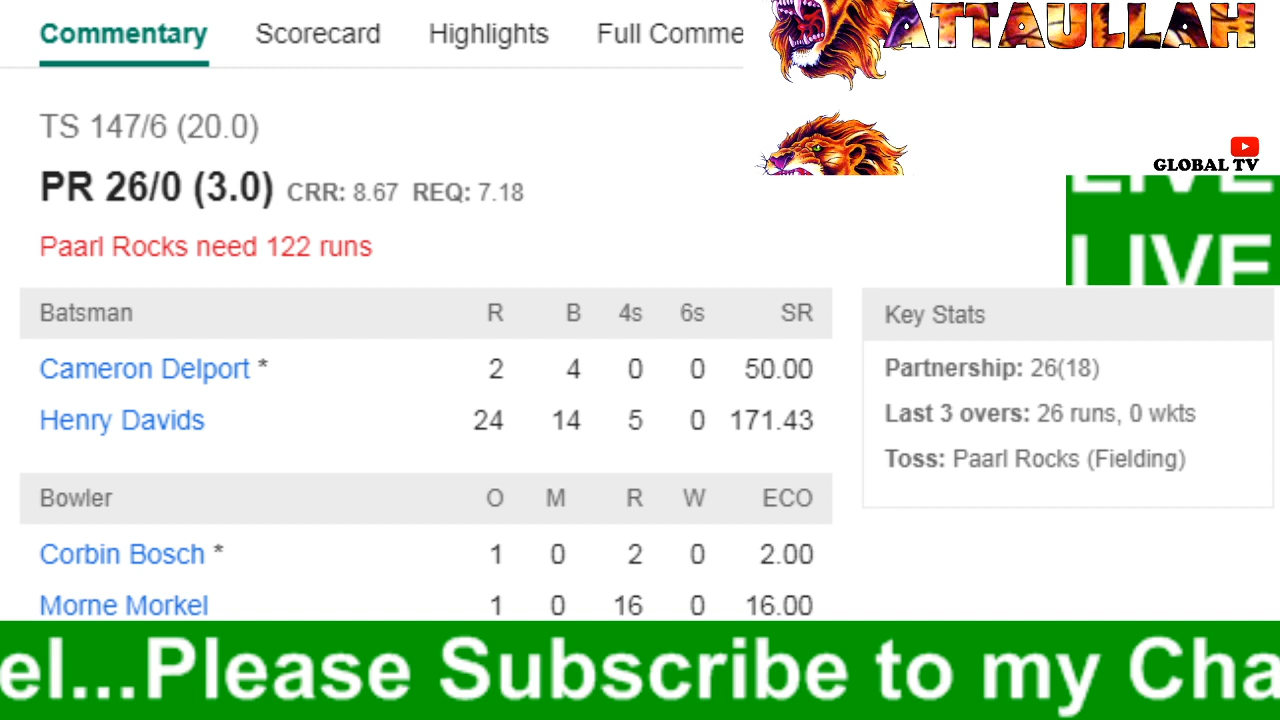 Commentary Scorecard Highlights Full Comme
ATTAULLAH
TS 147/6 (20.0)
GLOBAL TV
PR 26/0 (3.0) CRR: 8.67 REQ: 7.18
LIVE
LIVE
Paarl Rocks need 122 runs
Batsman R B 4s 6s SR
Cameron Delport * 2 4 0 0 50.00
Henry Davids 24 14 5 0 171.43
Key Stats
Partnership: 26(18)
Last 3 overs: 26 runs, 0 wkts
Toss: Paarl Rocks (Fielding)
Bowler O M R W ECO
Corbin Bosch * 1 0 2 0 2.00
Morne Morkel 1 0 16 0 16.00
el...Please Subscribe to my Cha